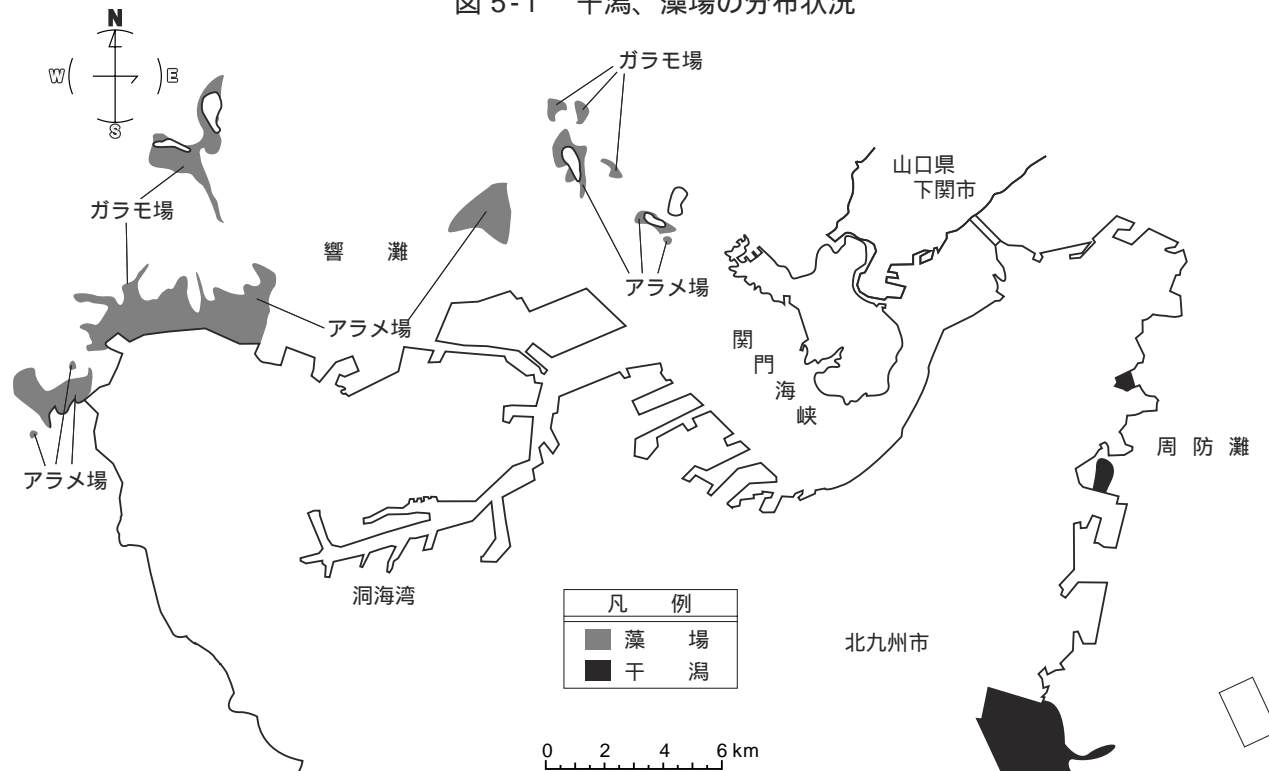 図 5-1 干潟、藻場の分布状況
N
W
E
S
ガラモ場
山口県
下関市
ガラモ場
響 灘
アラメ場
アラメ場
関
門
海
峡
周 防 灘
アラメ場
洞海湾
凡 例
藻 場
干 潟
北九州市
0 2 4 6 km